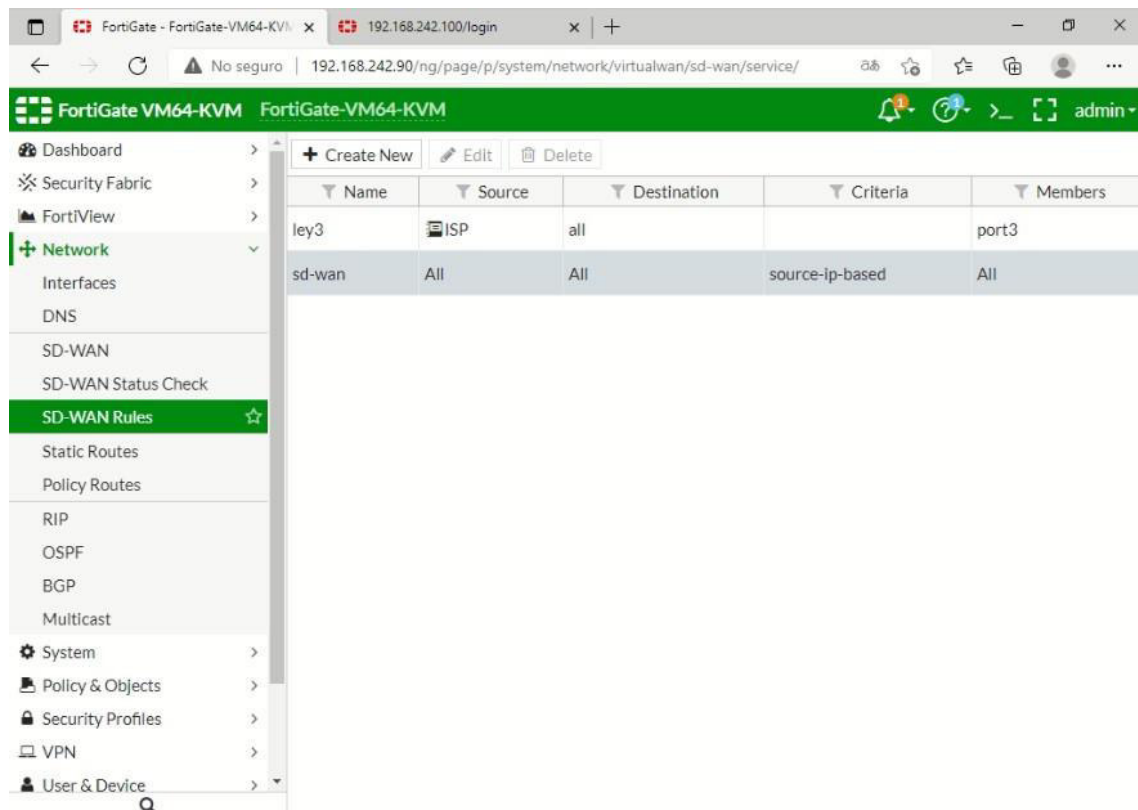 FortiGate - FortiGate-VM64-KVM
192.168.242.100/login
No seguro | 192.168.242.90/ng/page/p/system/network/virtualwan/sd-wan/service/
FortiGate VM64-KVM FortiGate-VM64-KVM 1 1 >_ admin
Dashboard
Security Fabric
FortiView
Network
Interfaces
DNS
SD-WAN
SD-WAN Status Check
SD-WAN Rules
Static Routes
Policy Routes
RIP
OSPF
BGP
Multicast
System
Policy & Objects
Security Profiles
VPN
User & Device
+ Create New Edit Delete
Name Source Destination Criteria Members
ley3 ISP all port3
sd-wan All All source-ip-based All